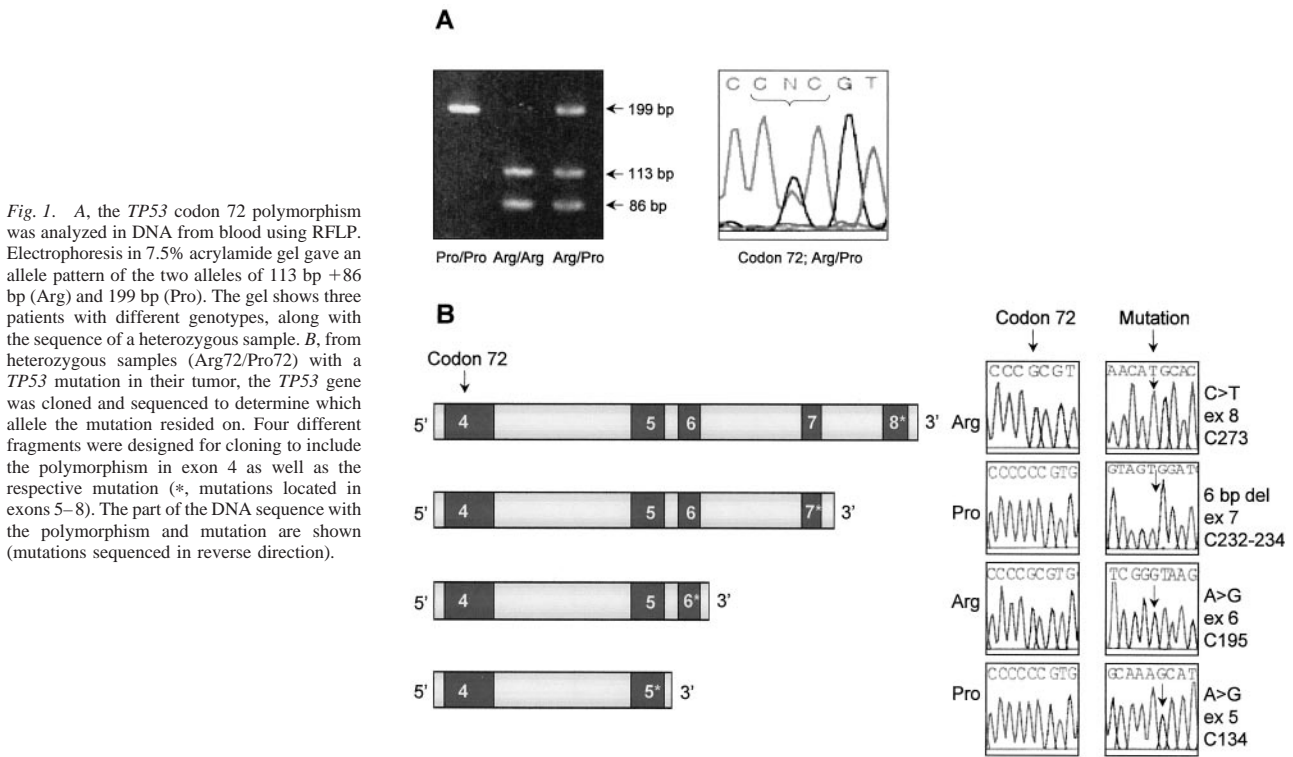 Fig. 1. A, the TP53 codon 72 polymorphism
was analyzed in DNA from blood using RFLP.
Electrophoresis in 7.5% acrylamide gel gave an
allele pattern of the two alleles of 113 bp +86
bp (Arg) and 199 bp (Pro). The gel shows three
patients with different genotypes, along with
the sequence of a heterozygous sample. B, from
heterozygous samples (Arg72/Pro72) with a
TP53 mutation in their tumor, the TP53 gene
was cloned and sequenced to determine which
allele the mutation resided on. Four different
fragments were designed for cloning to include
the polymorphism in exon 4 as well as the
respective mutation (*, mutations located in
exons 5–8). The part of the DNA sequence with
the polymorphism and mutation are shown
(mutations sequenced in reverse direction).
A
← 199 bp
← 113 bp
← 86 bp
Pro/Pro Arg/Arg Arg/Pro
C C N C G T
Codon 72; Arg/Pro
B
Codon 72
5' 4 5 6 7 8* 3'
5' 4 5 6 7* 3'
5' 4 5 6* 3'
5' 4 5* 3'
Codon 72
Mutation
Arg
CCCGCGT
AACATGCAC
C>T
ex 8
C273
Pro
CCCCCCGTG
GTAGTGGATG
6 bp del
ex 7
C232-234
Arg
CCCCGCGTG
TCGGGTAAG
A>G
ex 6
C195
Pro
CCCCCCGTG
GCAAAGCAT
A>G
ex 5
C134